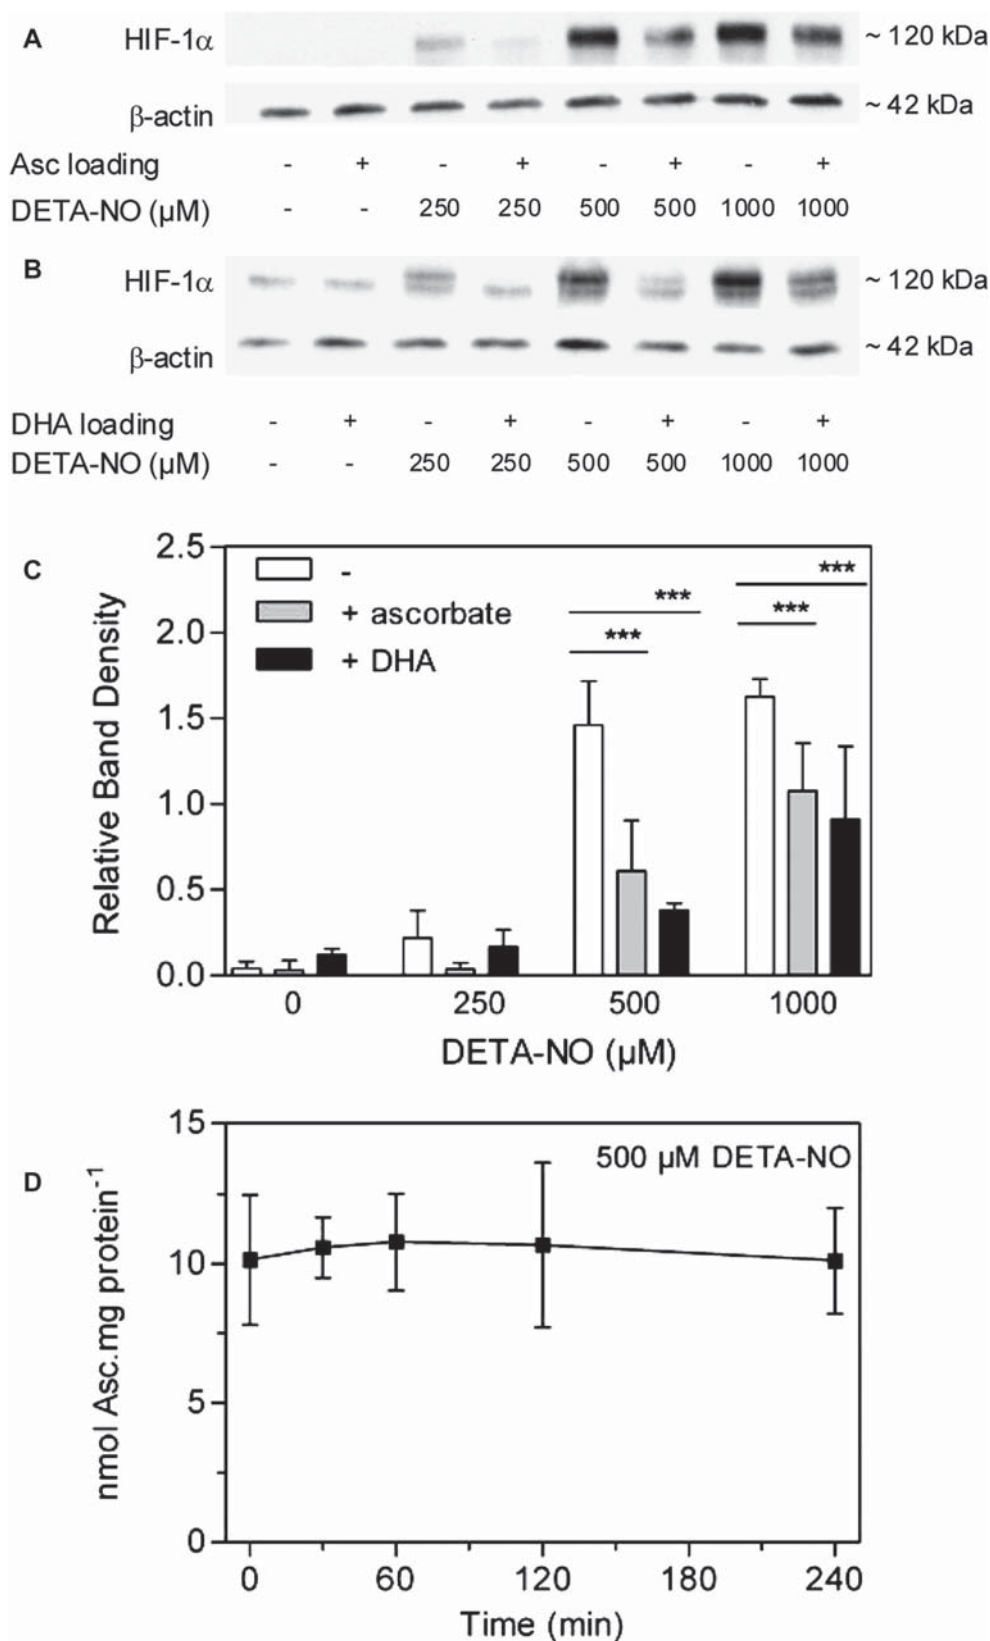 A HIF-1α ~ 120 kDa
β-actin ~ 42 kDa
Asc loading - + - + - + - +
DETA-NO (µM) - - 250 250 500 500 1000 1000
B HIF-1α ~ 120 kDa
β-actin ~ 42 kDa
DHA loading - + - + - + - +
DETA-NO (µM) - - 250 250 500 500 1000 1000
C
Relative Band Density
2.5
2.0
1.5
1.0
0.5
0.0
-
+ ascorbate
+ DHA
***
***
***
***
0 250 500 1000
DETA-NO (µM)
D
nmol Asc.mg protein-1
15
10
5
0
500 µM DETA-NO
0 60 120 180 240
Time (min)